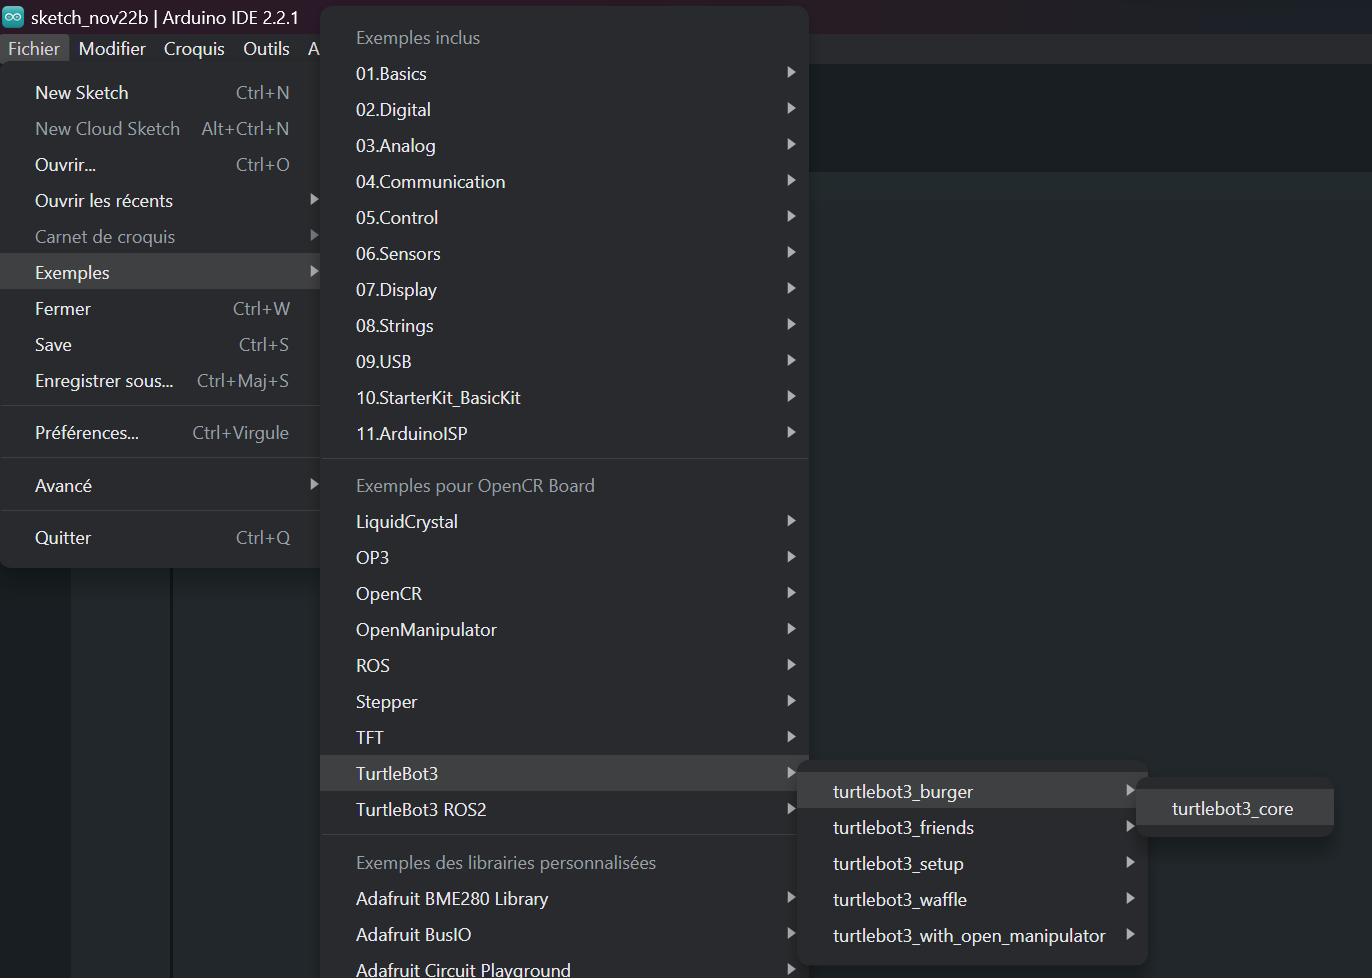 sketch_nov22b | Arduino IDE 2.2.1
Fichier Modifier Croquis Outils A
New Sketch Ctrl+N
New Cloud Sketch Alt+Ctrl+N
Ouvrir... Ctrl+O
Ouvrir les récents
Carnet de croquis
Exemples
Fermer Ctrl+W
Save Ctrl+S
Enregistrer sous... Ctrl+Maj+S
Préférences... Ctrl+Virgule
Avancé
Quitter Ctrl+Q
Exemples inclus
01.Basics
02.Digital
03.Analog
04.Communication
05.Control
06.Sensors
07.Display
08.Strings
09.USB
10.StarterKit_BasicKit
11.ArduinoISP
Exemples pour OpenCR Board
LiquidCrystal
OP3
OpenCR
OpenManipulator
ROS
Stepper
TFT
TurtleBot3
TurtleBot3 ROS2
Exemples des librairies personnalisées
Adafruit BME280 Library
Adafruit BusIO
Adafruit Circuit Playground
turtlebot3_burger
turtlebot3_friends
turtlebot3_setup
turtlebot3_waffle
turtlebot3_with_open_manipulator
turtlebot3_core